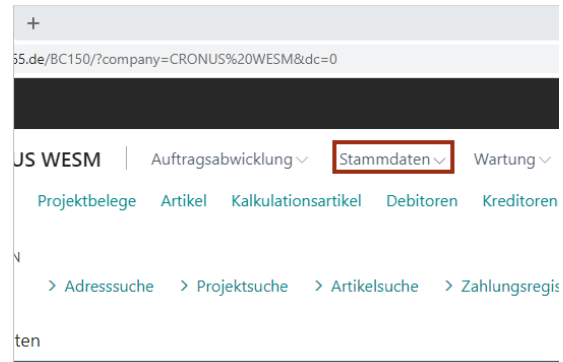 55.de/BC150/?company=CRONUS%20WESM&dc=0
US WESM Auftragsabwicklung Stammdaten Wartung
Projektbelege Artikel Kalkulationsartikel Debitoren Kreditoren
N
> Adresssuche > Projektsuche > Artikelsuche > Zahlungsregis
ten